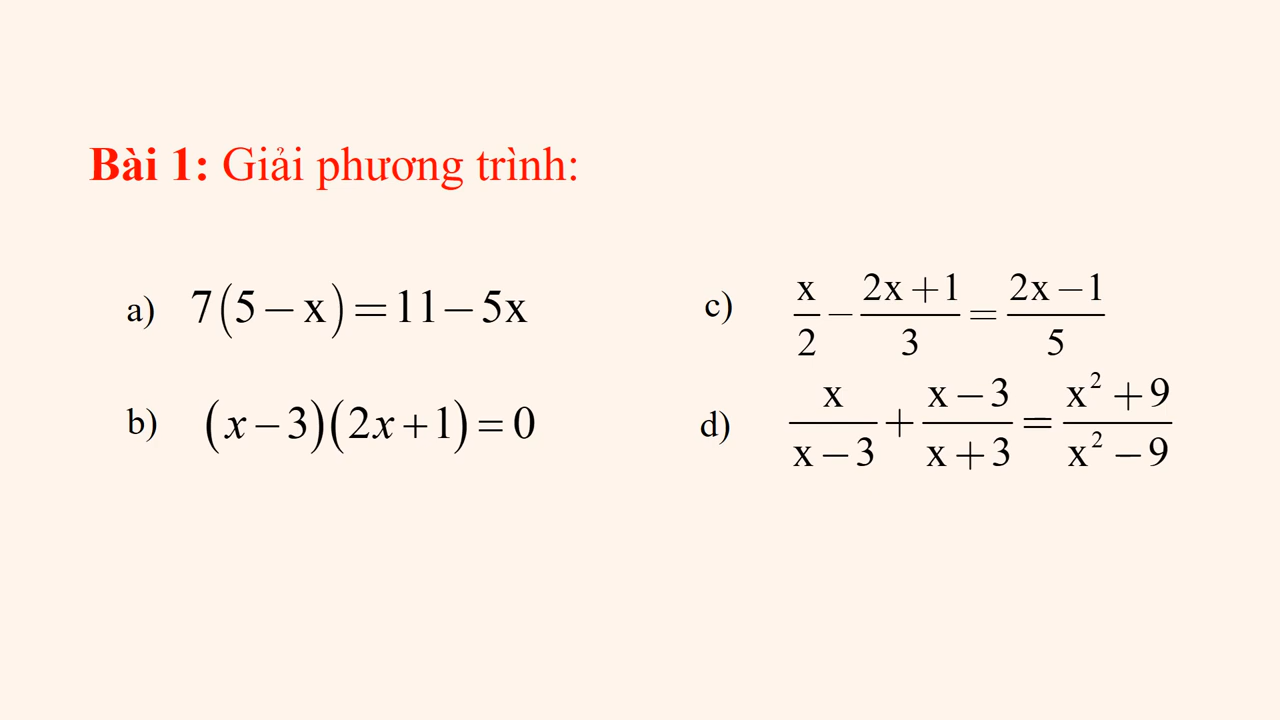 Bài 1: Giải phương trình:
a) 7(5 − x) = 11 − 5x
b) (x − 3)(2x + 1) = 0
c) x/2 − (2x + 1)/3 = (2x − 1)/5
d) x/(x − 3) + (x − 3)/(x + 3) = (x² + 9)/(x² − 9)